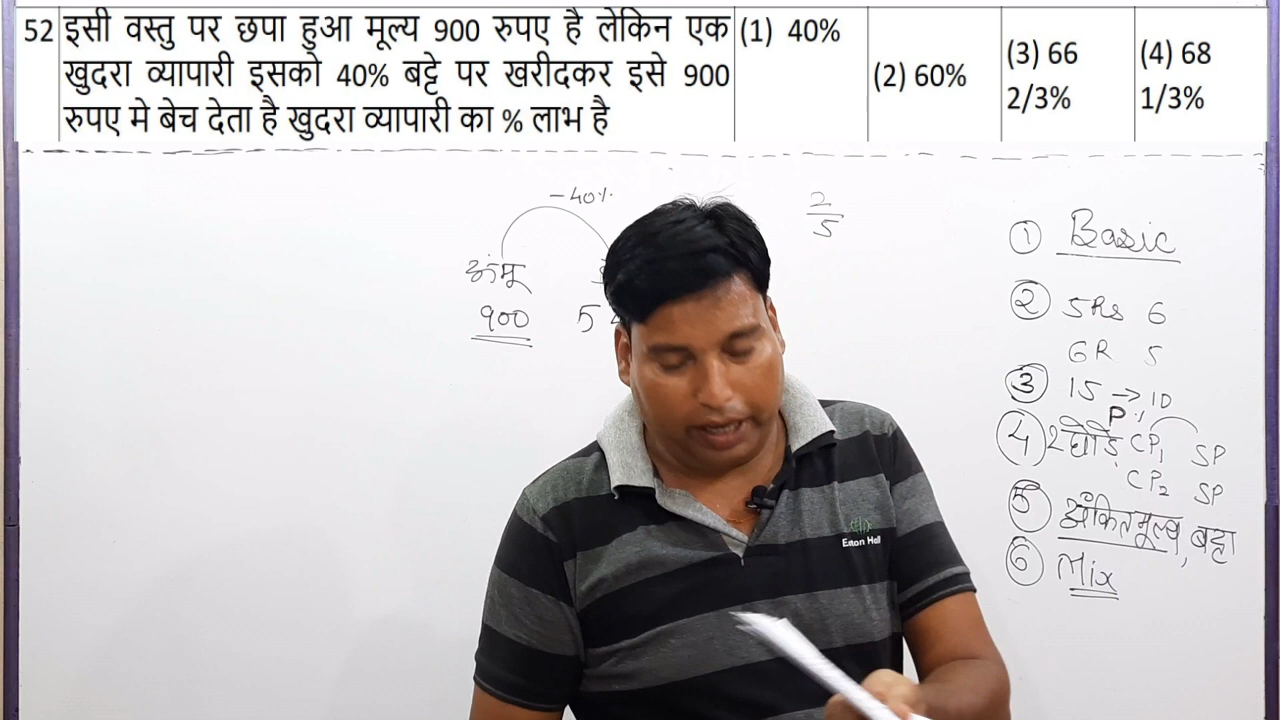 52 इसी वस्तु पर छपा हुआ मूल्य 900 रुपए है लेकिन एक
खुदरा व्यापारी इसको 40% बट्टे पर खरीदकर इसे 900
रुपए मे बेच देता है खुदरा व्यापारी का % लाभ है
(1) 40%
(2) 60%
(3) 66
2/3%
(4) 68
1/3%
-40%
2
5
अंमू
900 5
① Basic
② 5Rs 6
6R 5
③ 15 → 10
P%
④ 2 घोड़े CP1 SP
CP2 SP
⑤ अंकितमूल्य, बट्टा
⑥ Mix
Eaton Hall